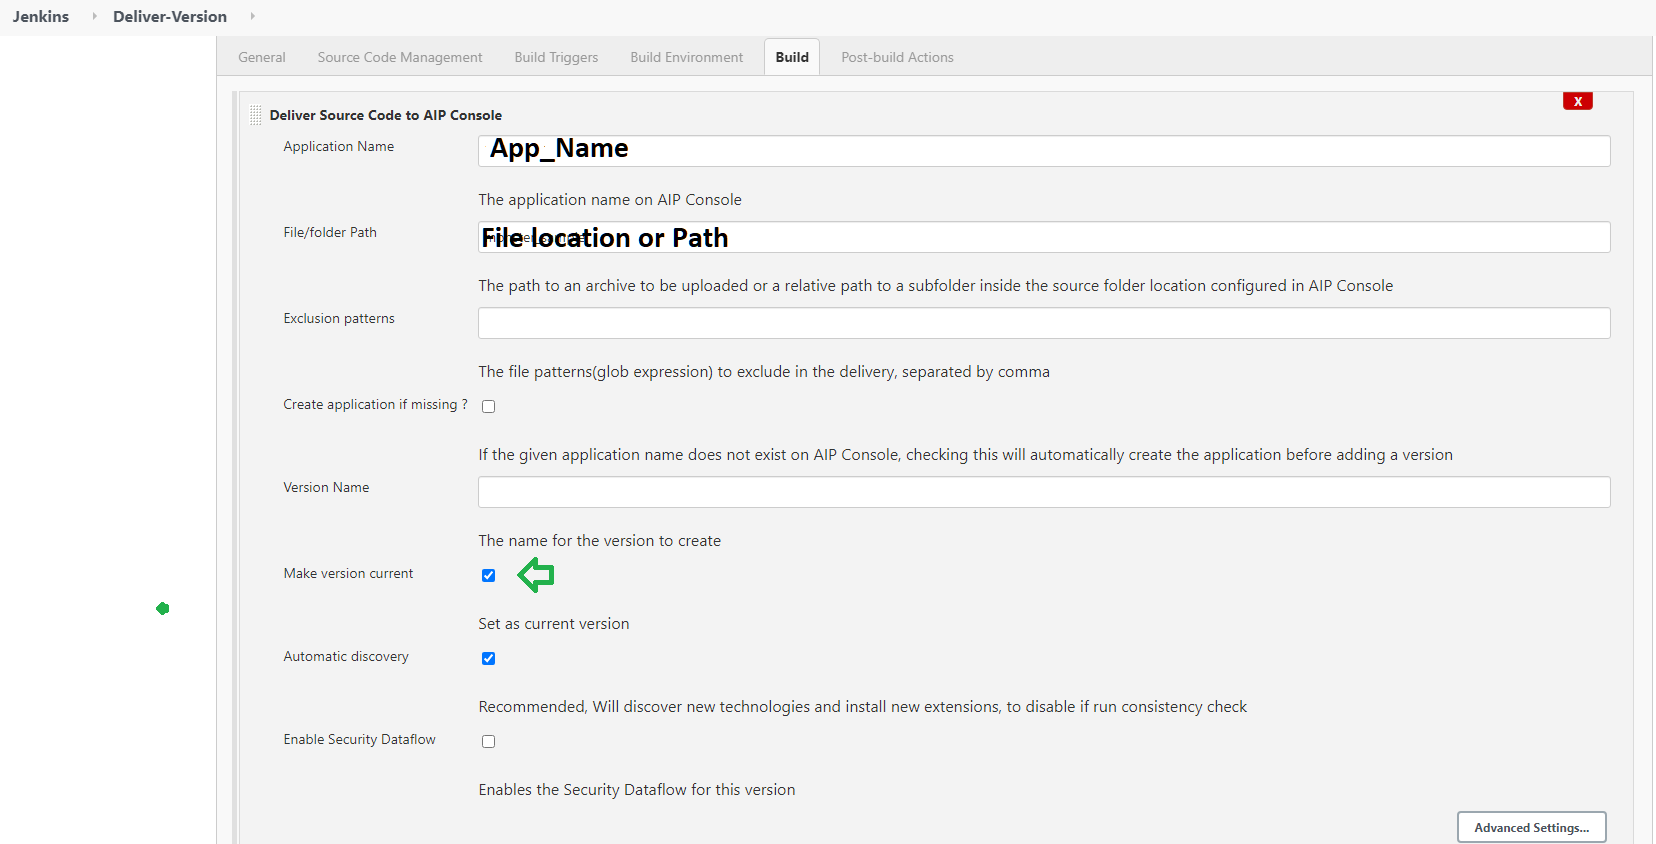 Jenkins Deliver-Version
General Source Code Management Build Triggers Build Environment Build Post-build Actions
X
Deliver Source Code to AIP Console
Application Name App_Name
The application name on AIP Console
File/folder Path File location or Path
The path to an archive to be uploaded or a relative path to a subfolder inside the source folder location configured in AIP Console
Exclusion patterns
The file patterns(glob expression) to exclude in the delivery, separated by comma
Create application if missing ?
If the given application name does not exist on AIP Console, checking this will automatically create the application before adding a version
Version Name
The name for the version to create
Make version current
Set as current version
Automatic discovery
Recommended, Will discover new technologies and install new extensions, to disable if run consistency check
Enable Security Dataflow
Enables the Security Dataflow for this version
Advanced Settings...